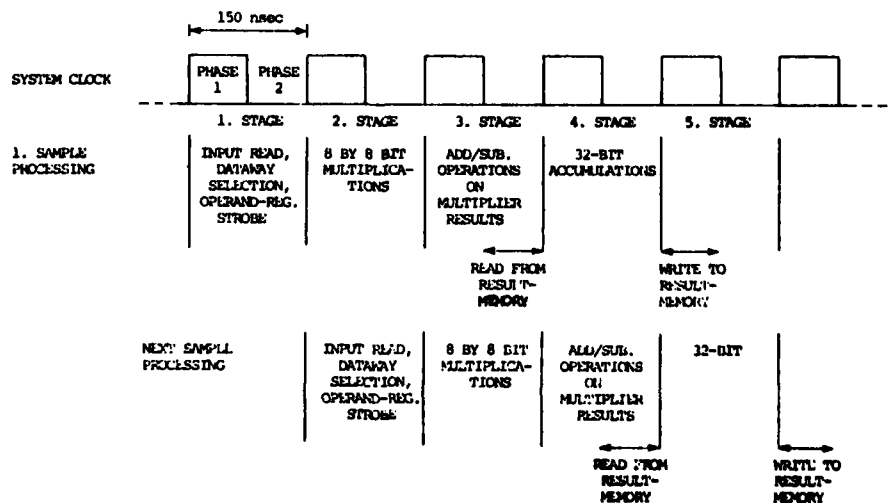 150 nsec
SYSTEM CLOCK
PHASE 1
PHASE 2
1. STAGE
2. STAGE
3. STAGE
4. STAGE
5. STAGE
1. SAMPLE
PROCESSING
INPUT READ,
DATAWAY
SELECTION,
OPERAND-REG.
STROBE
8 BY 8 BIT
MULTIPLICA-
TIONS
ADD/SUB.
OPERATIONS
ON
MULTIPLIER
RESULTS
32-BIT
ACCUMULATIONS
READ FROM
RESULT-
MEMORY
WRITE TO
RESULT-
MEMORY
NEXT SAMPLE
PROCESSING
INPUT READ,
DATAWAY
SELECTION,
OPERAND-REG.
STROBE
8 BY 8 BIT
MULTIPLICA-
TIONS
ADD/SUB.
OPERATIONS
ON
MULTIPLIER
RESULTS
32-BIT
READ FROM
RESULT-
MEMORY
WRITE TO
RESULT-
MEMORY